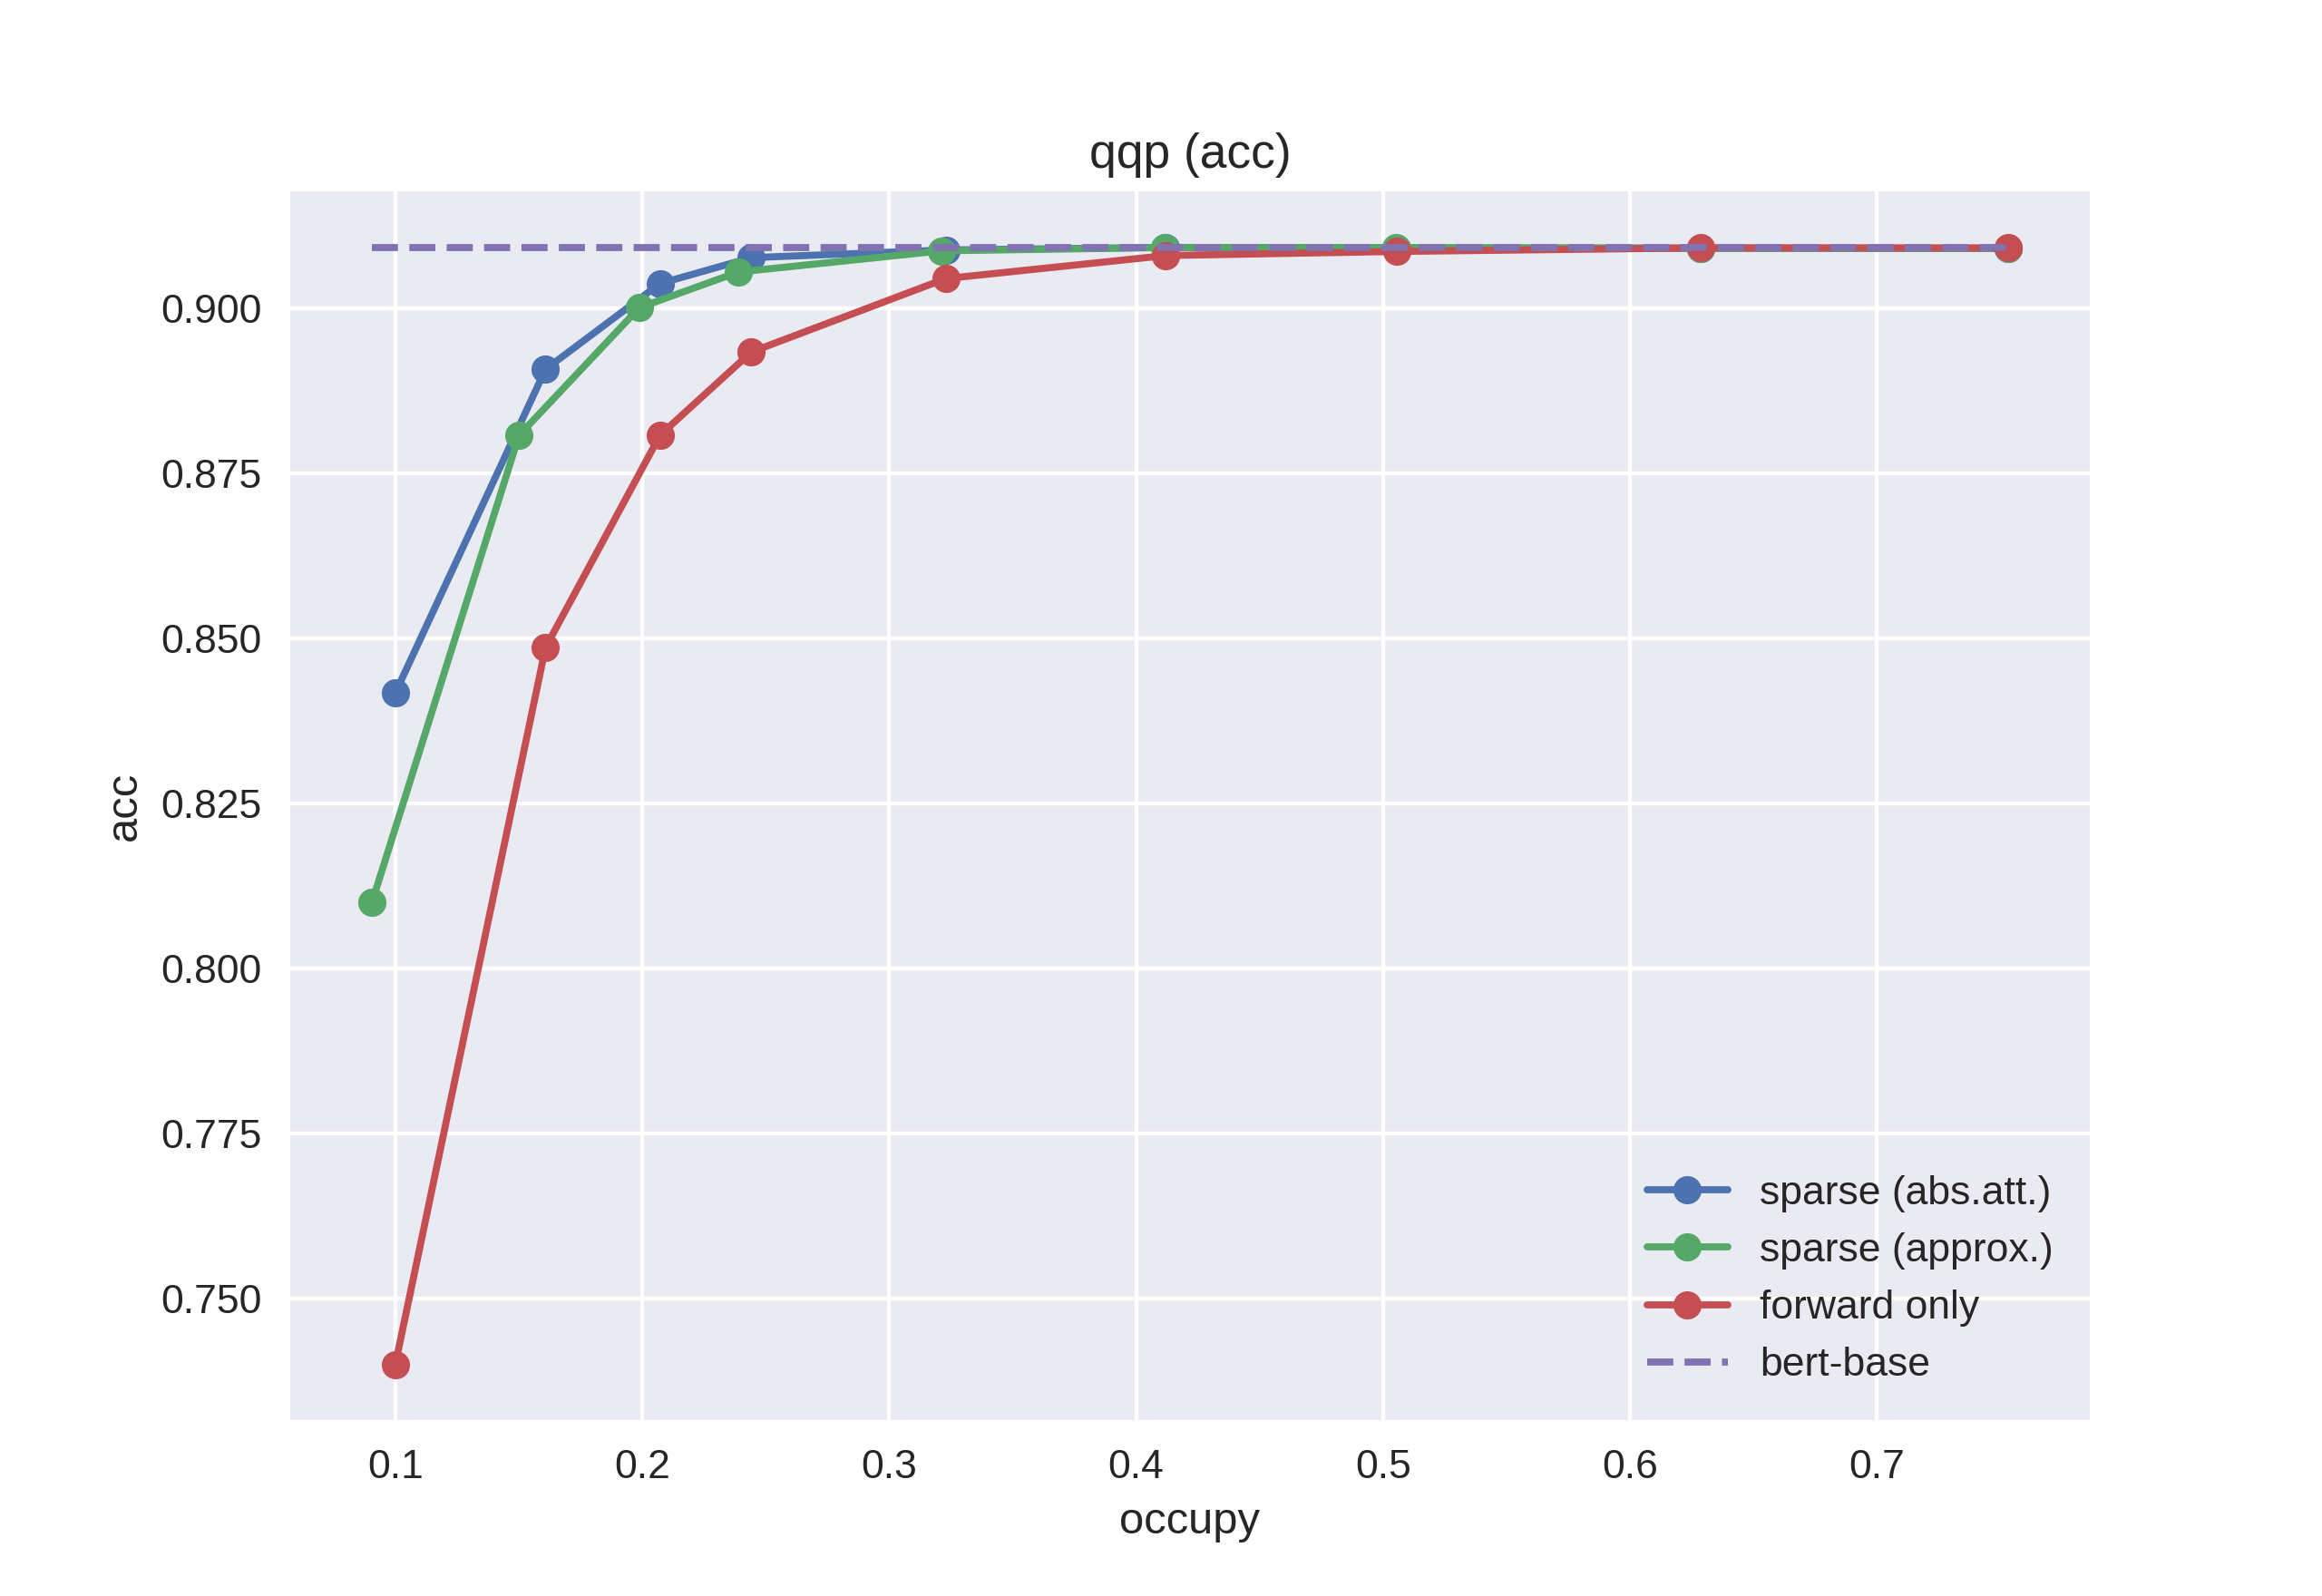 qqp (acc)
0.900
0.875
0.850
0.825
0.800
0.775
0.750
acc
sparse (abs.att.)
sparse (approx.)
forward only
bert-base
0.1 0.2 0.3 0.4 0.5 0.6 0.7
occupy